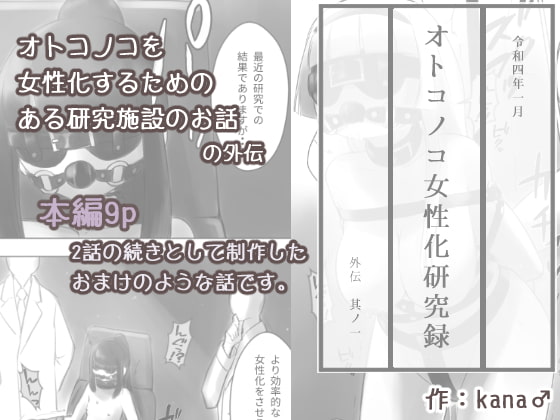 オトコノコを
女性化するための
ある研究施設のお話
の外伝
本編9p
2話の続きとして制作した
おまけのような話です。
最近の研究での
結果でありますが…
んぐ!?
より効率的な
女性化をさせ
令和四年一月
オトコノコ女性化研究録
外伝 其ノ一
作：kana♂